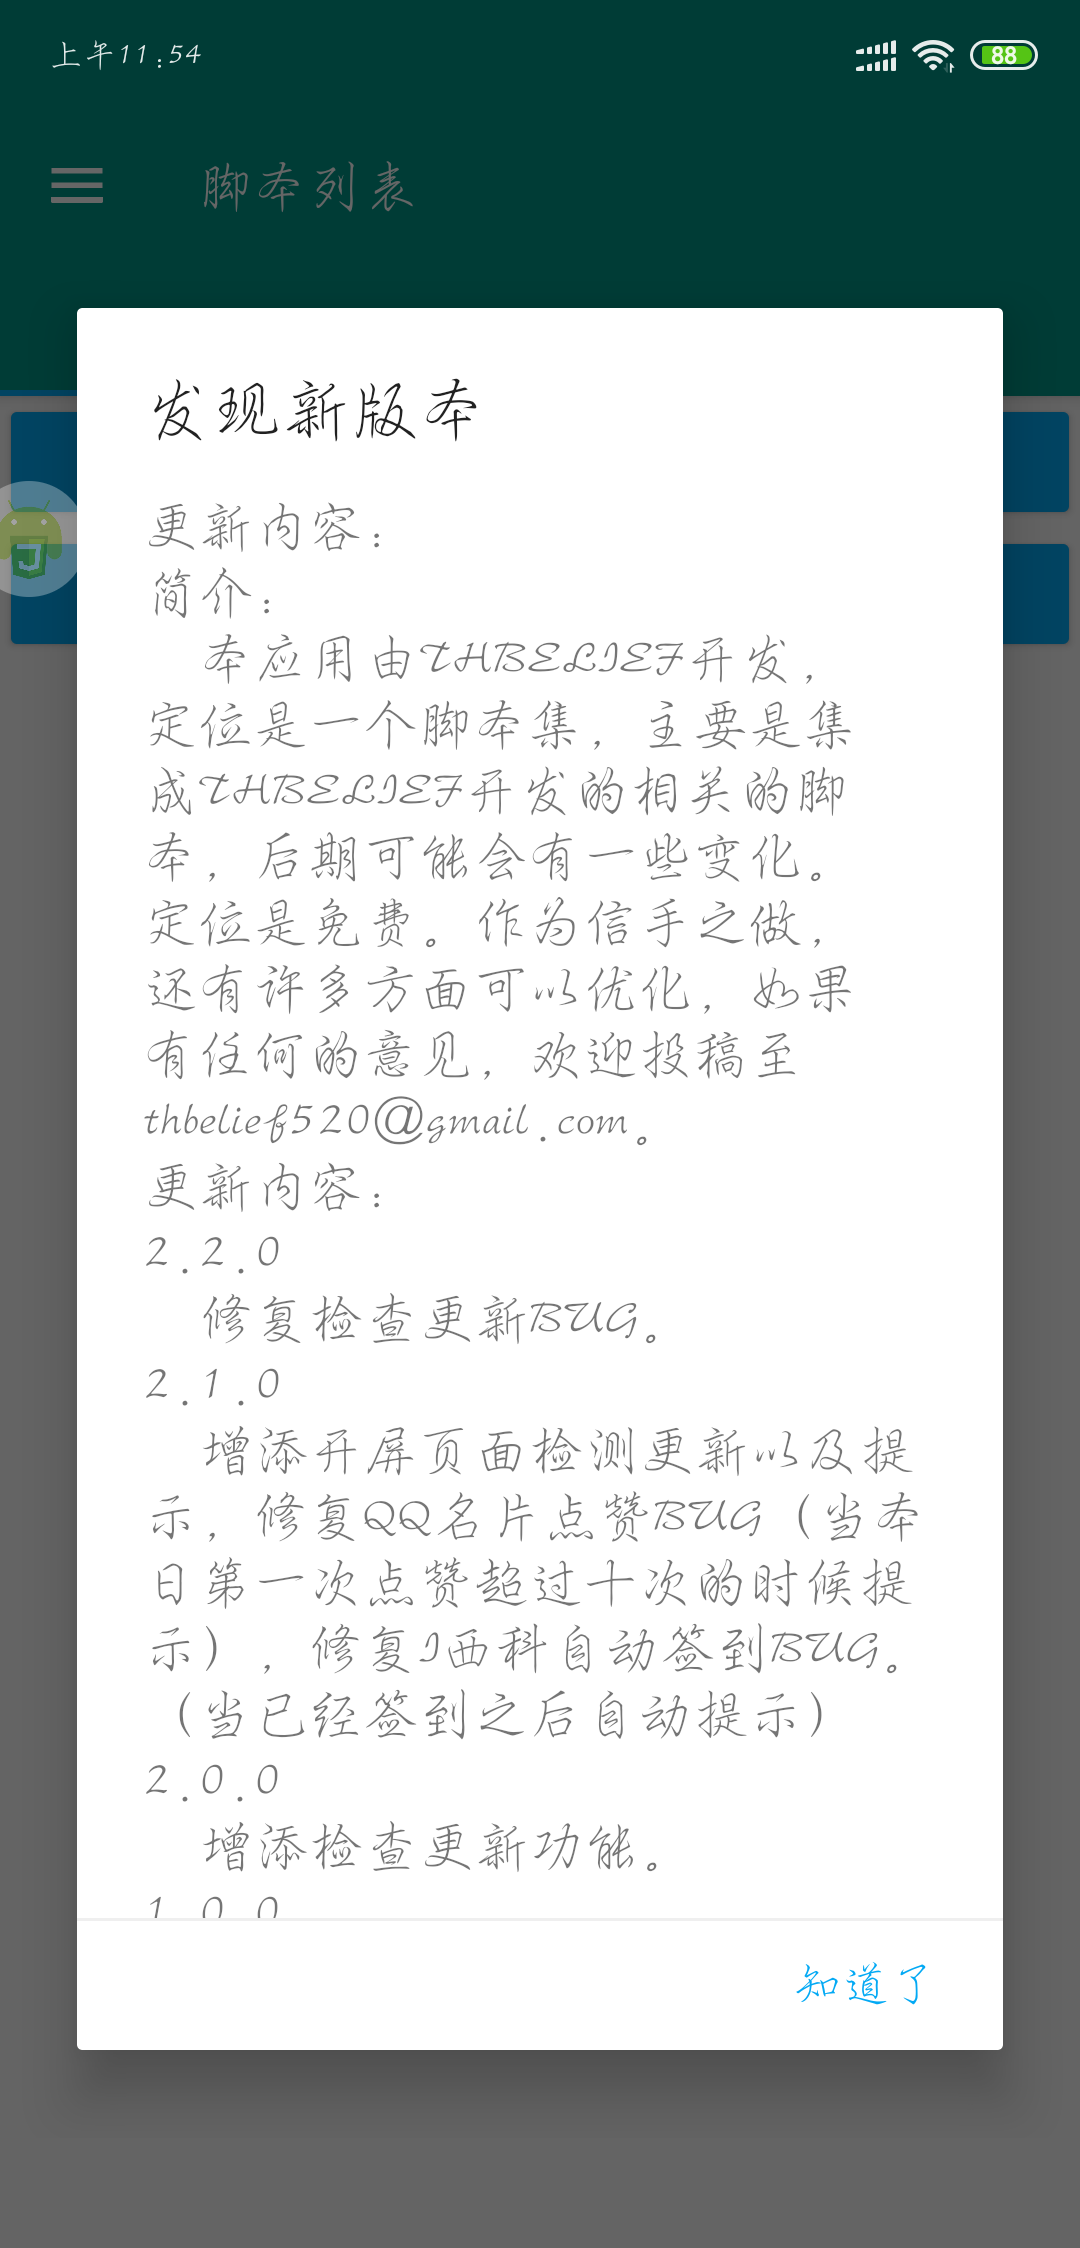 上午11:54
88
脚本列表
发现新版本
更新内容：
简介：
本应用由THBELIEF开发，
定位是一个脚本集，主要是集
成THBELIEF开发的相关的脚
本，后期可能会有一些变化。
定位是免费。作为信手之做，
还有许多方面可以优化，如果
有任何的意见，欢迎投稿至
thbelief520@gmail.com。
更新内容：
2.2.0
修复检查更新BUG。
2.1.0
增添开屏页面检测更新以及提
示，修复QQ名片点赞BUG（当本
日第一次点赞超过十次的时候提
示），修复I西科自动签到BUG。
（当已经签到之后自动提示）
2.0.0
增添检查更新功能。
1.0.0
知道了